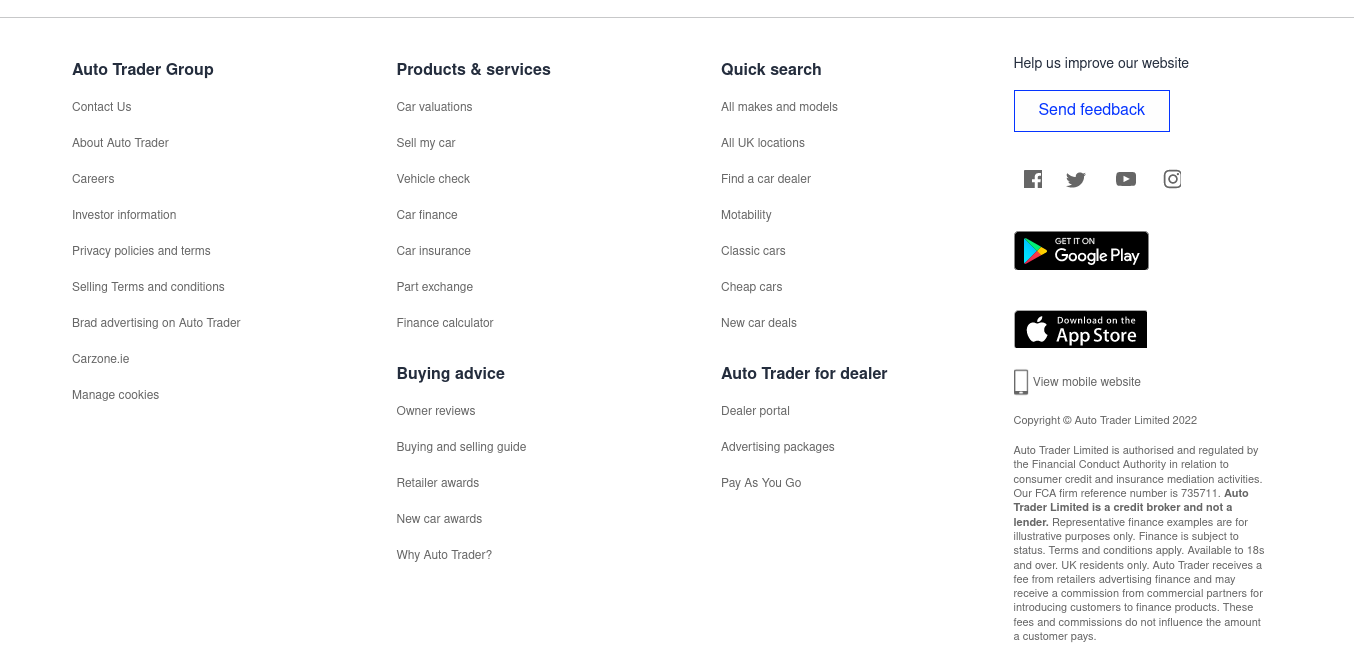 Auto Trader Group
Contact Us
About Auto Trader
Careers
Investor information
Privacy policies and terms
Selling Terms and conditions
Brad advertising on Auto Trader
Carzone.ie
Manage cookies
Products & services
Car valuations
Sell my car
Vehicle check
Car finance
Car insurance
Part exchange
Finance calculator
Buying advice
Owner reviews
Buying and selling guide
Retailer awards
New car awards
Why Auto Trader?
Quick search
All makes and models
All UK locations
Find a car dealer
Motability
Classic cars
Cheap cars
New car deals
Auto Trader for dealer
Dealer portal
Advertising packages
Pay As You Go
Help us improve our website
Send feedback
GET IT ON
Google Play
Download on the
App Store
View mobile website
Copyright © Auto Trader Limited 2022
Auto Trader Limited is authorised and regulated by
the Financial Conduct Authority in relation to
consumer credit and insurance mediation activities.
Our FCA firm reference number is 735711. Auto
Trader Limited is a credit broker and not a
lender. Representative finance examples are for
illustrative purposes only. Finance is subject to
status. Terms and conditions apply. Available to 18s
and over. UK residents only. Auto Trader receives a
fee from retailers advertising finance and may
receive a commission from commercial partners for
introducing customers to finance products. These
fees and commissions do not influence the amount
a customer pays.